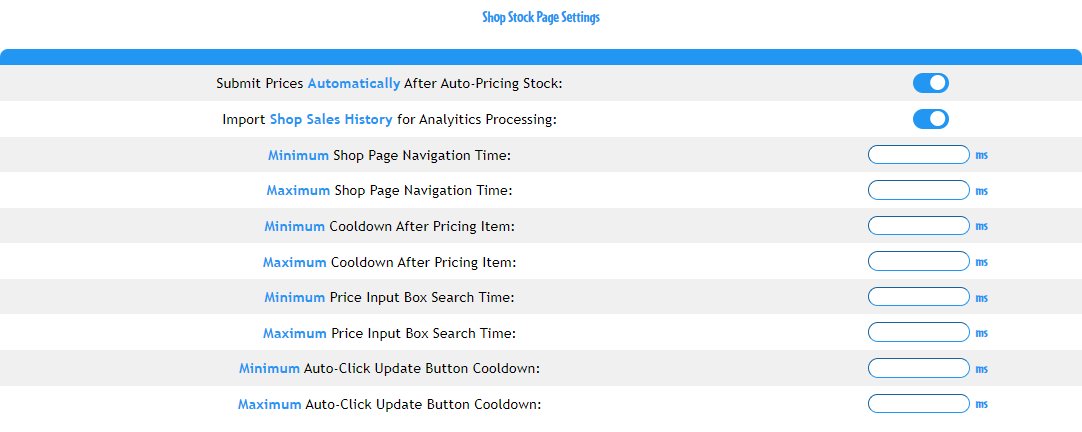 Shop Stock Page Settings
Submit Prices Automatically After Auto-Pricing Stock:
Import Shop Sales History for Analyitics Processing:
Minimum Shop Page Navigation Time: ms
Maximum Shop Page Navigation Time: ms
Minimum Cooldown After Pricing Item: ms
Maximum Cooldown After Pricing Item: ms
Minimum Price Input Box Search Time: ms
Maximum Price Input Box Search Time: ms
Minimum Auto-Click Update Button Cooldown: ms
Maximum Auto-Click Update Button Cooldown: ms